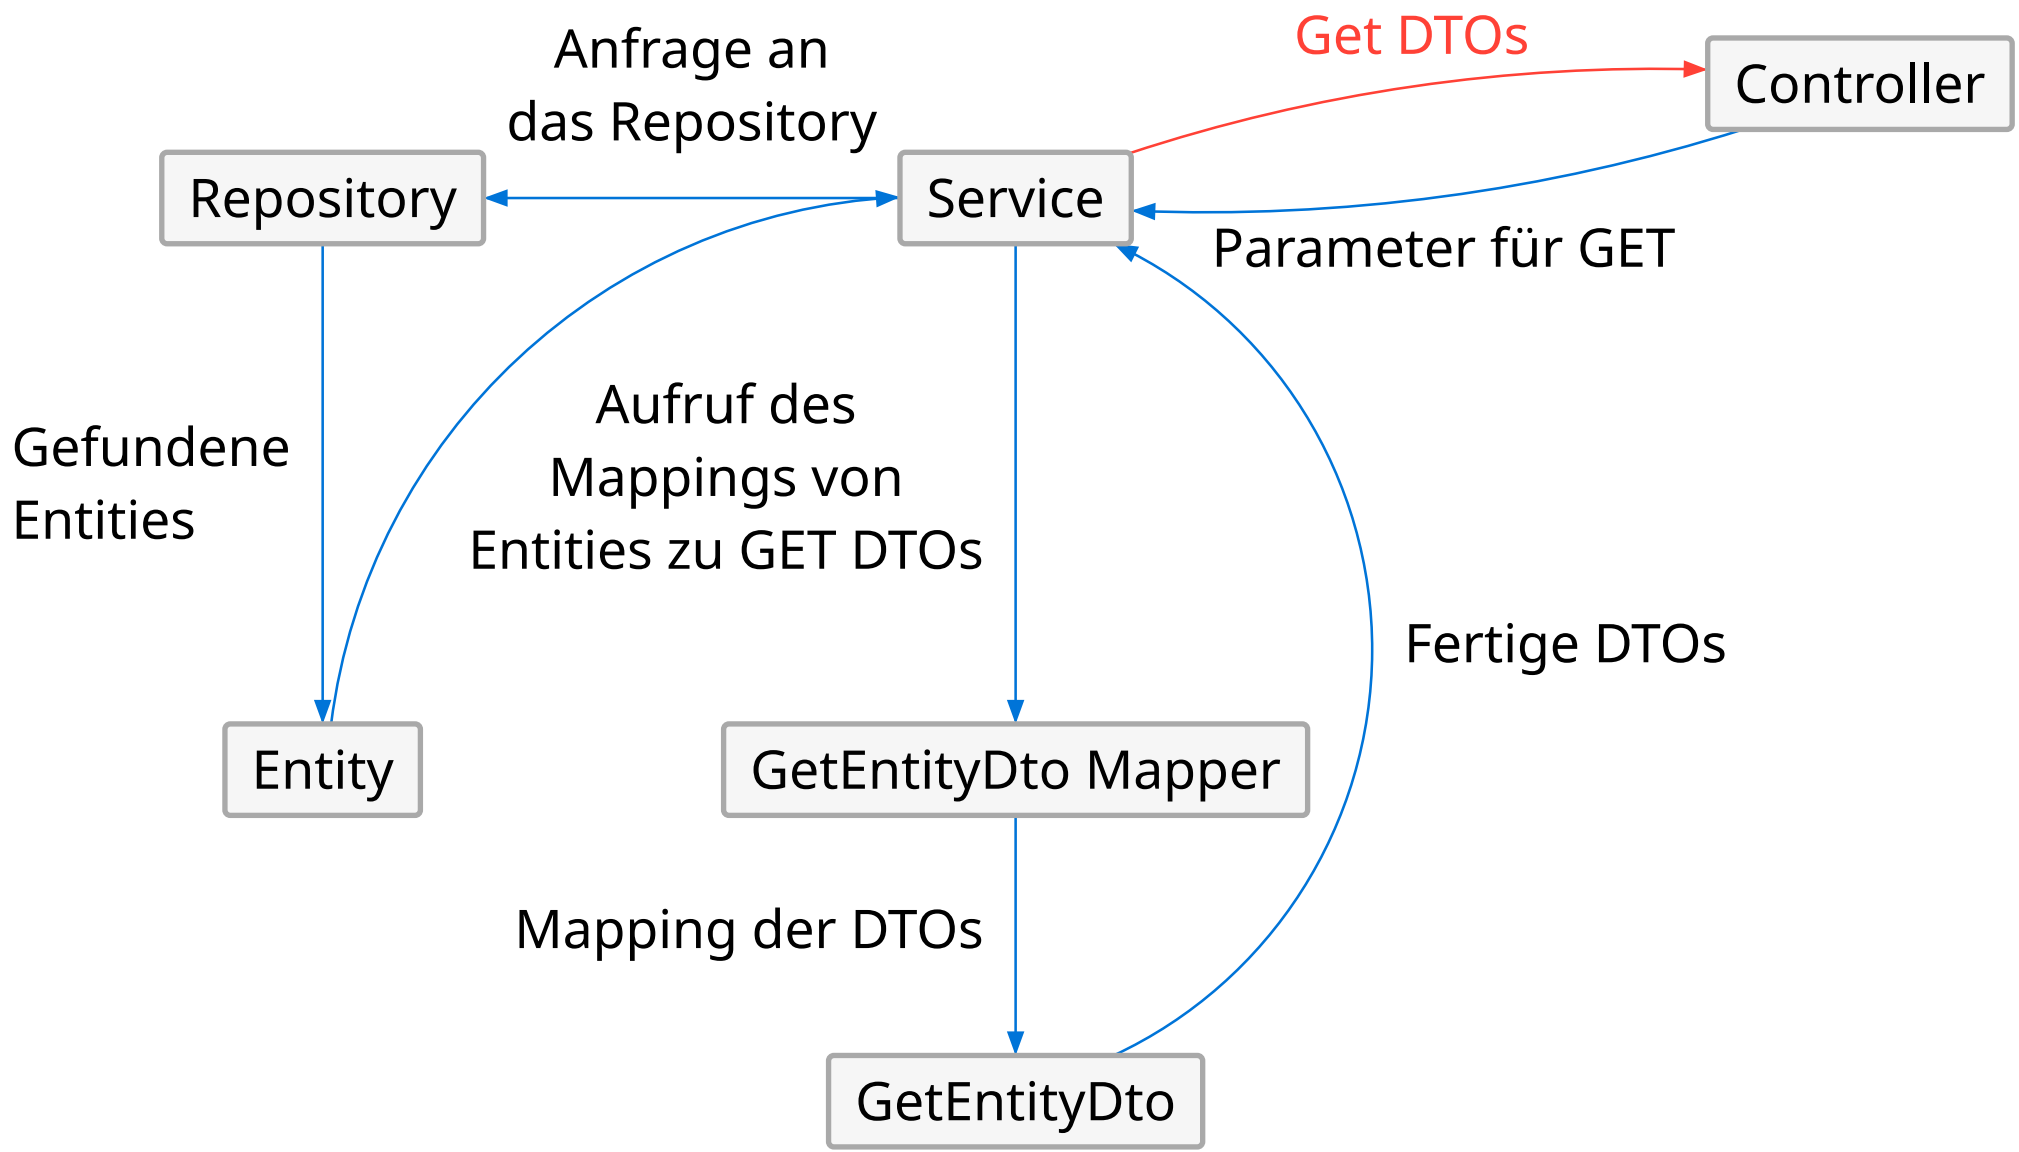 Get DTOs
Anfrage an
das Repository
Controller
Repository
Service
Parameter für GET
Gefundene
Entities
Aufruf des
Mappings von
Entities zu GET DTOs
Fertige DTOs
Entity
GetEntityDto Mapper
Mapping der DTOs
GetEntityDto